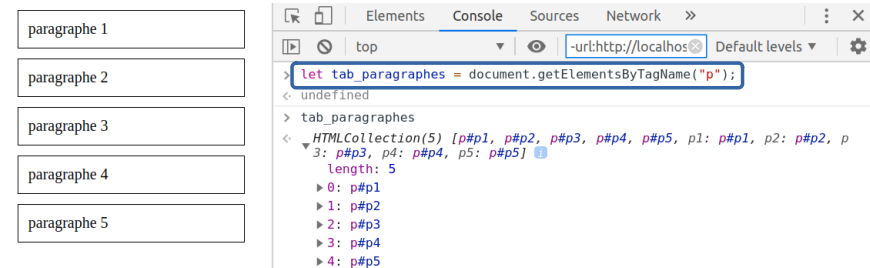 paragraphe 1
paragraphe 2
paragraphe 3
paragraphe 4
paragraphe 5
Elements Console Sources Network »
top -url:http://localhos Default levels
let tab_paragraphes = document.getElementsByTagName("p");
undefined
tab_paragraphes
HTMLCollection(5) [p#p1, p#p2, p#p3, p#p4, p#p5, p1: p#p1, p2: p#p2, p
3: p#p3, p4: p#p4, p5: p#p5]
length: 5
0: p#p1
1: p#p2
2: p#p3
3: p#p4
4: p#p5